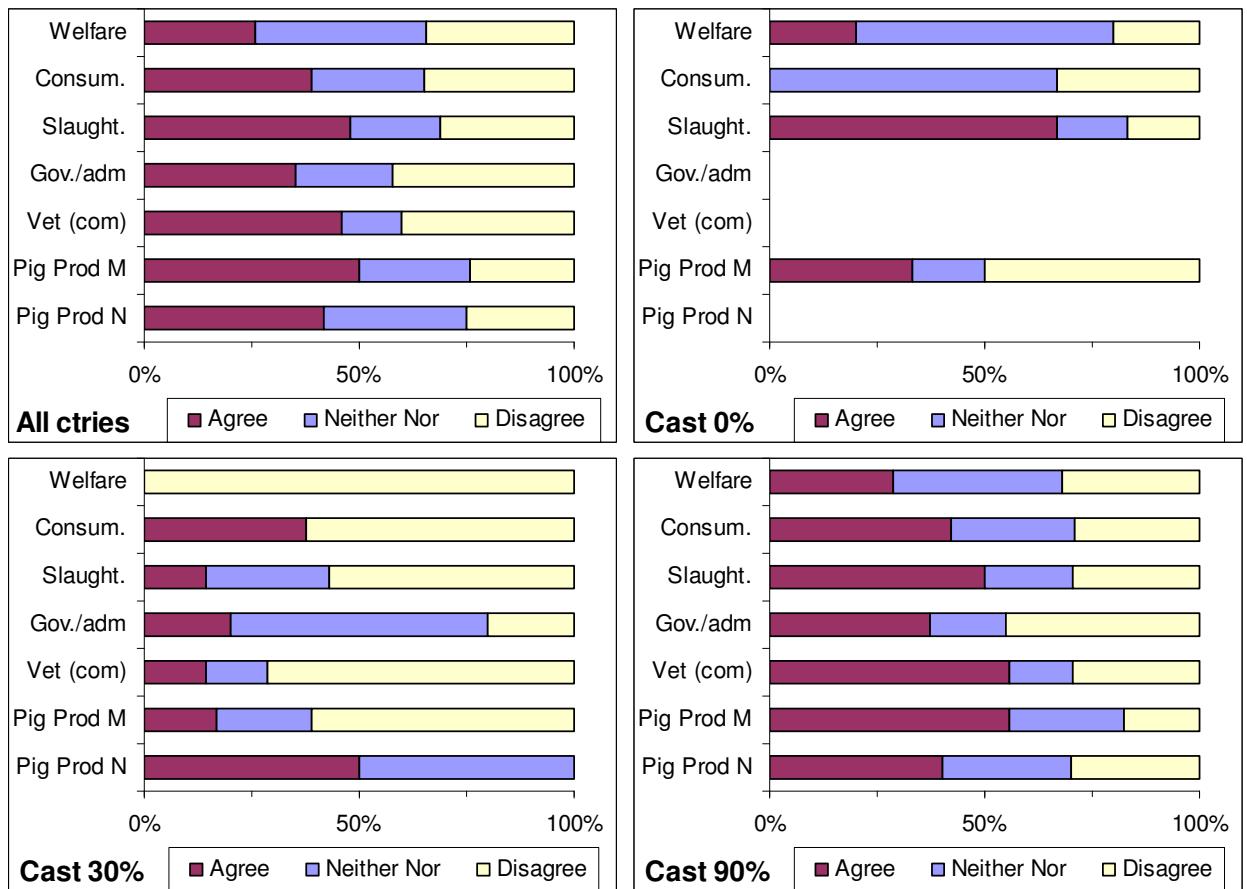 Welfare
Consum.
Slaught.
Gov./adm
Vet (com)
Pig Prod M
Pig Prod N
0% 50% 100%
All ctries Agree Neither Nor Disagree
Welfare
Consum.
Slaught.
Gov./adm
Vet (com)
Pig Prod M
Pig Prod N
0% 50% 100%
Cast 0% Agree Neither Nor Disagree
Welfare
Consum.
Slaught.
Gov./adm
Vet (com)
Pig Prod M
Pig Prod N
0% 50% 100%
Cast 30% Agree Neither Nor Disagree
Welfare
Consum.
Slaught.
Gov./adm
Vet (com)
Pig Prod M
Pig Prod N
0% 50% 100%
Cast 90% Agree Neither Nor Disagree